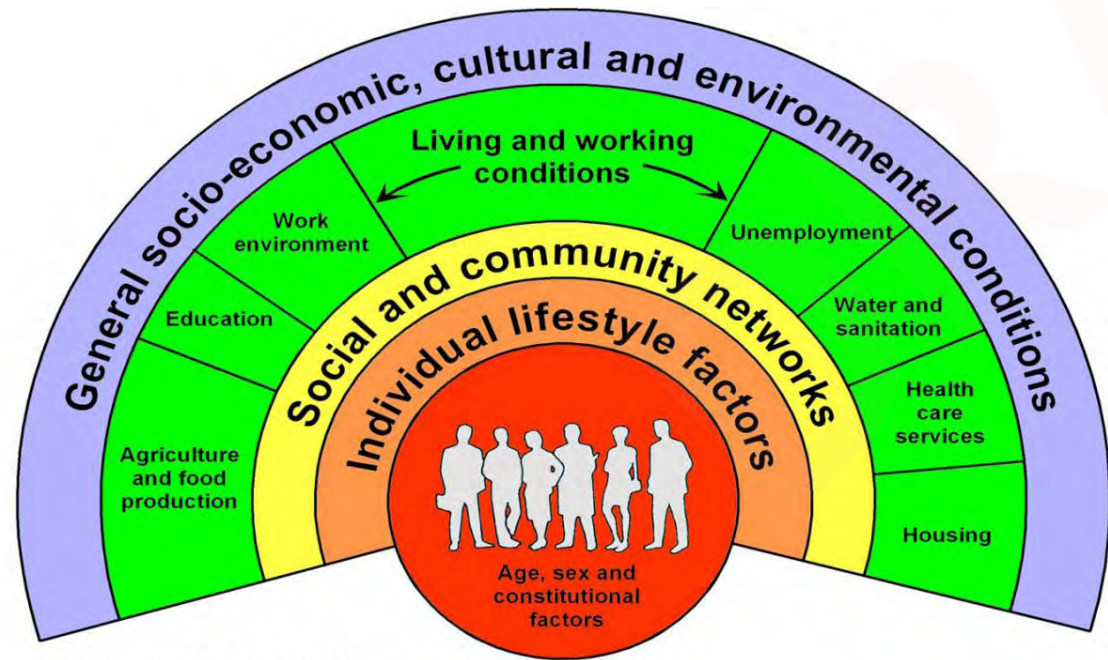 General socio-economic, cultural and environmental conditions
Living and working
conditions
Work
environment
Unemployment
Education
Water and
sanitation
Agriculture
and food
production
Health
care
services
Housing
Social and community networks
Individual lifestyle factors
Age, sex and
constitutional
factors